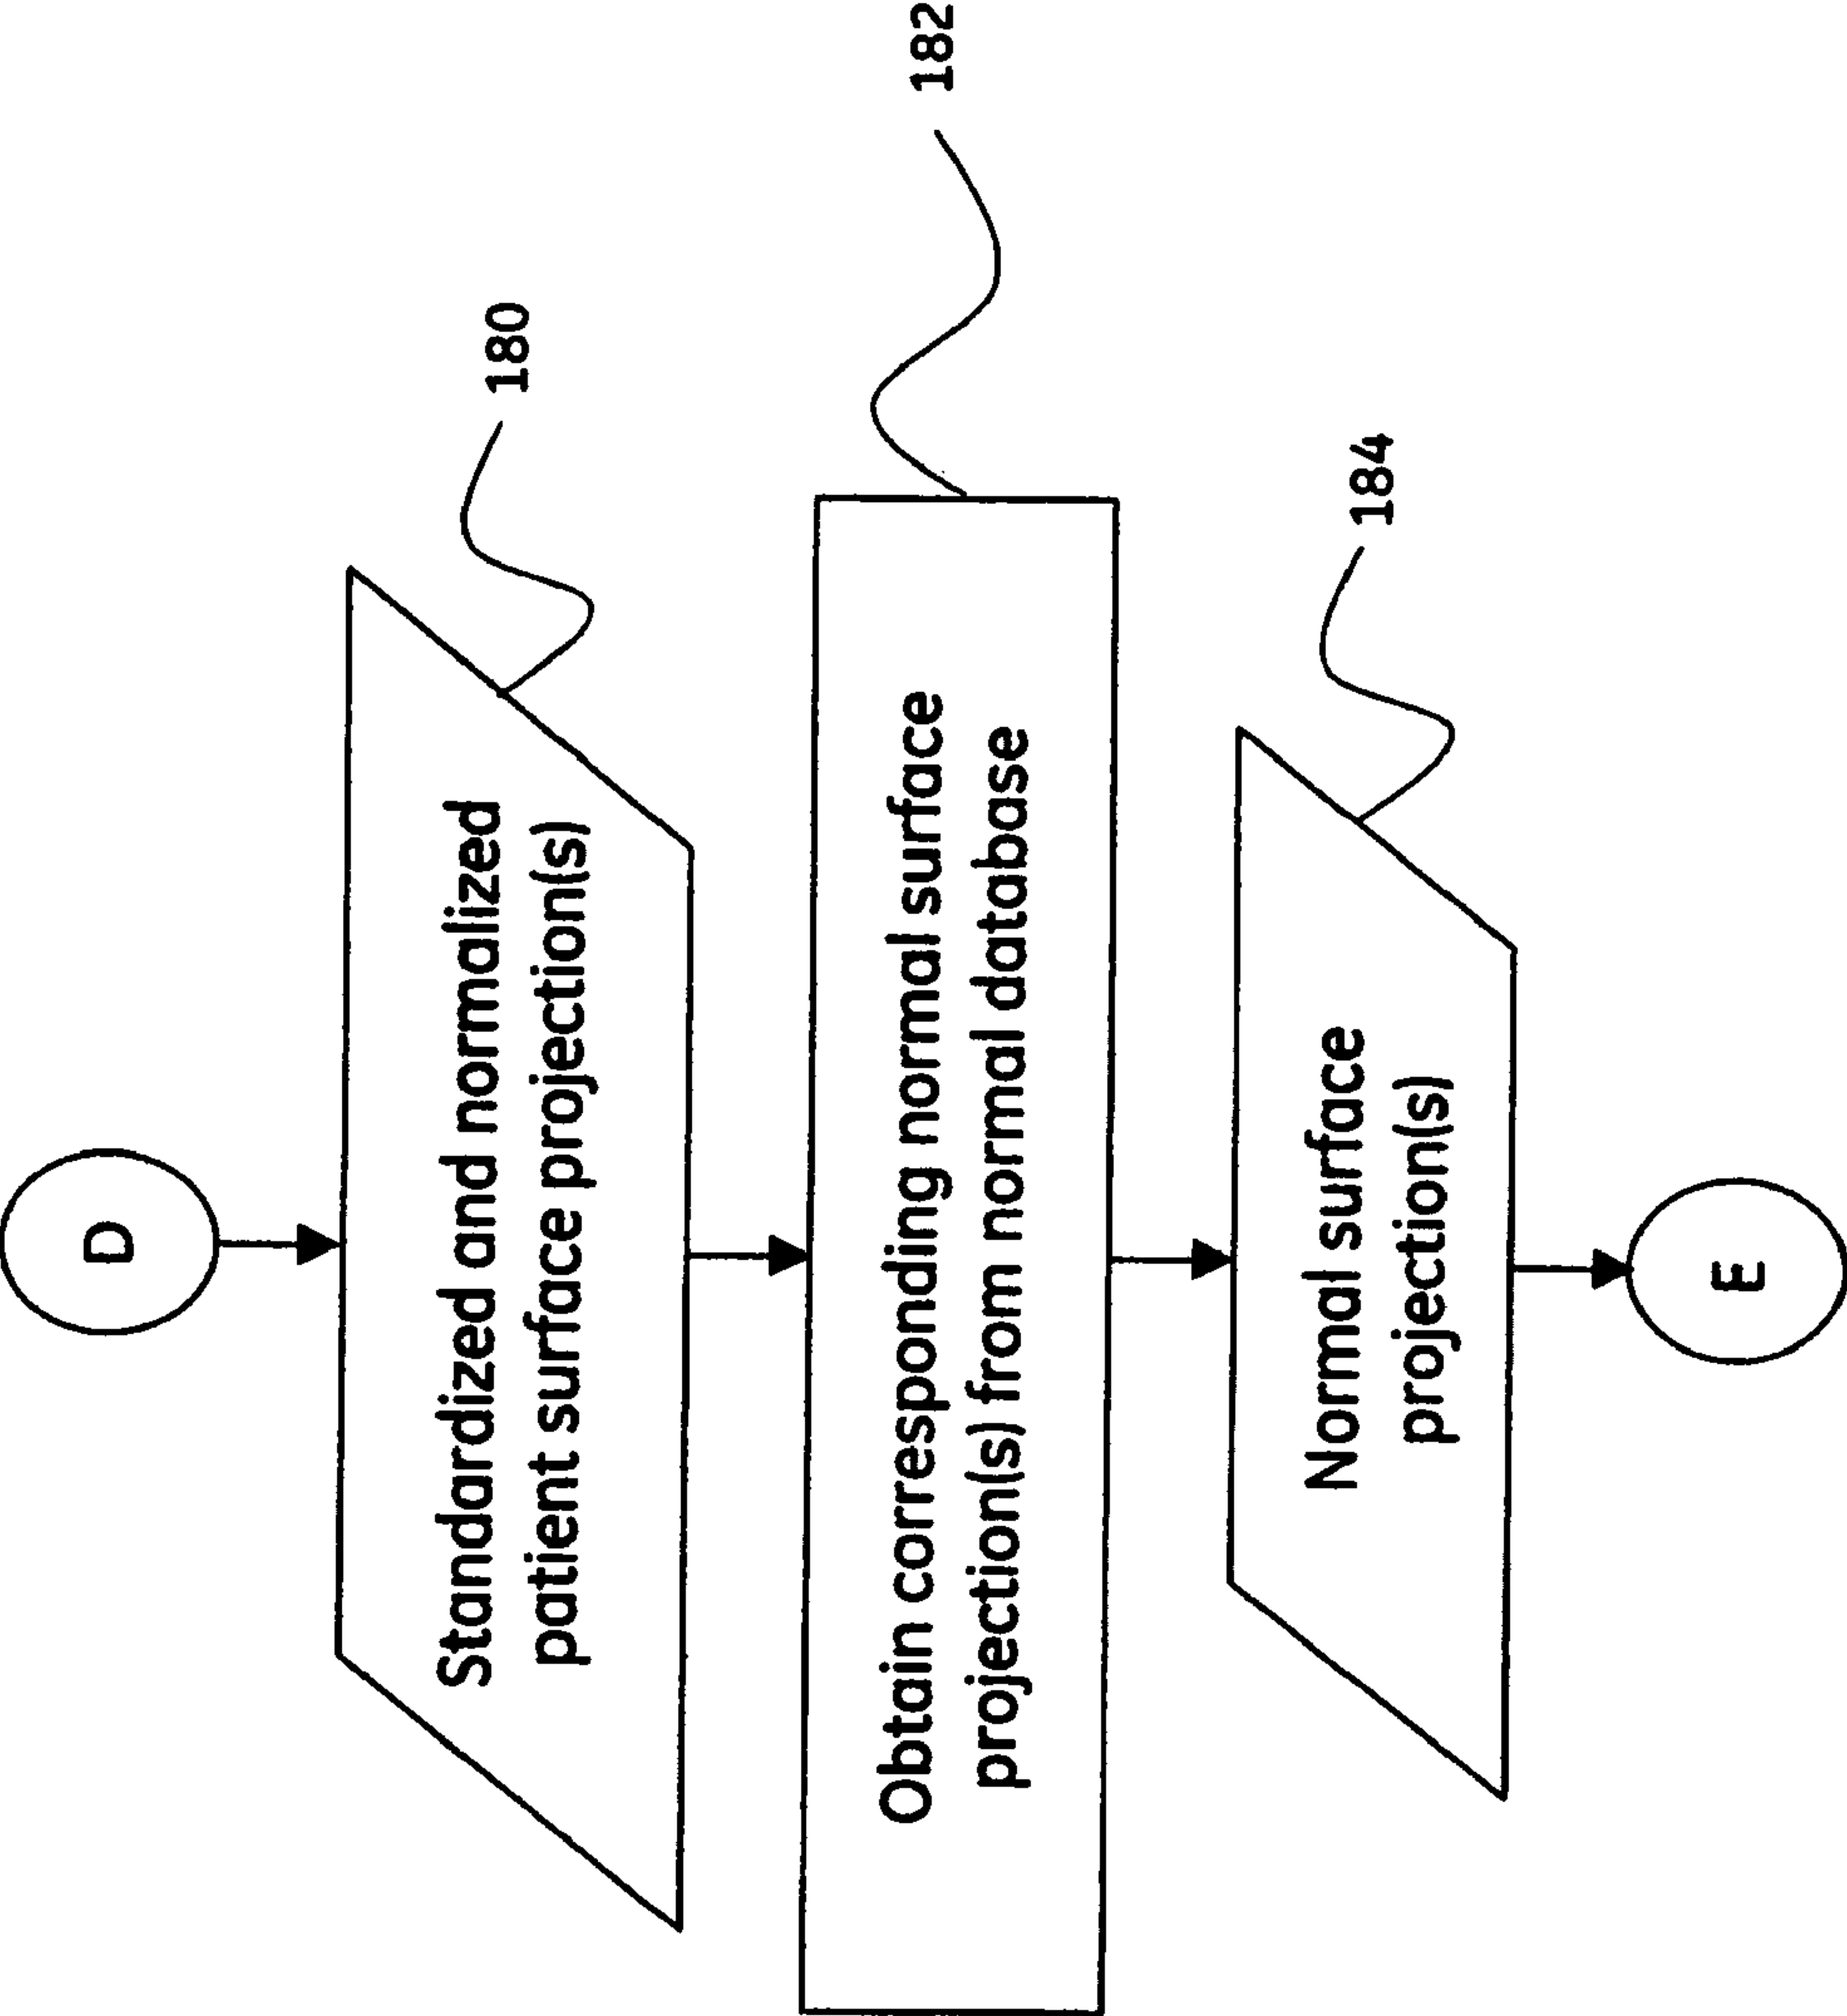 D
Standardized and normalized
patient surface projection(s)
180
Obtain corresponding normal surface
projection(s) from normal database
182
Normal surface
projection(s)
184
E